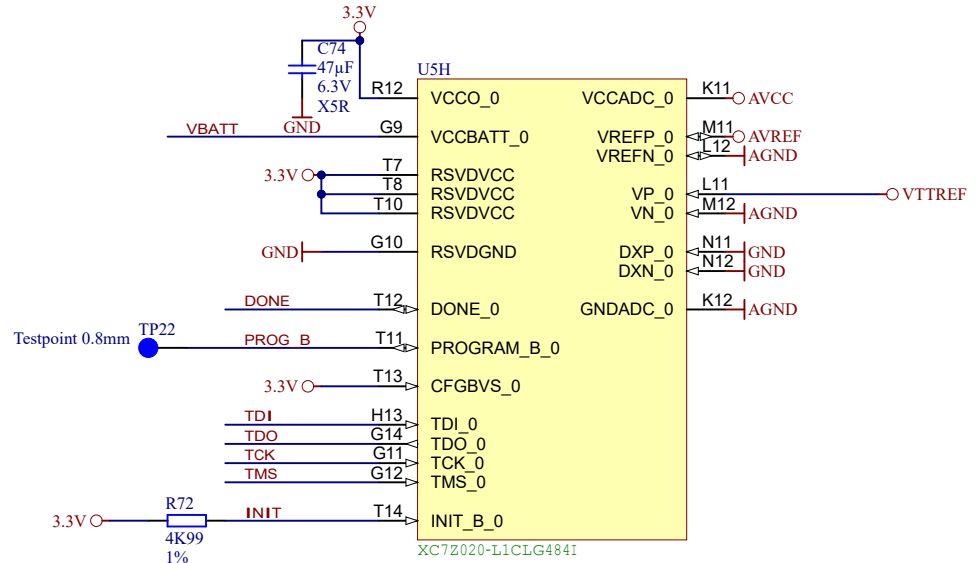 3.3V
C74
47µF
6.3V
X5R
GND
U5H
R12 VCCO_0 VCCADC_0 K11 AVCC
VBATT G9 VCCBATT_0 VREFP_0 M11 AVREF
VREFN_0 L12 AGND
3.3V T7 RSVDVCC
T8 RSVDVCC VP_0 L11 VTTREF
T10 RSVDVCC VN_0 M12 AGND
GND G10 RSVDGND DXP_0 N11 GND
DXN_0 N12 GND
DONE T12 DONE_0 GNDADC_0 K12 AGND
Testpoint 0.8mm TP22 PROG_B T11 PROGRAM_B_0
3.3V T13 CFGBVS_0
TDI H13 TDI_0
TDO G14 TDO_0
TCK G11 TCK_0
TMS G12 TMS_0
R72
3.3V INIT T14 INIT_B_0
4K99
1%
XC7Z020-L1CLG484I